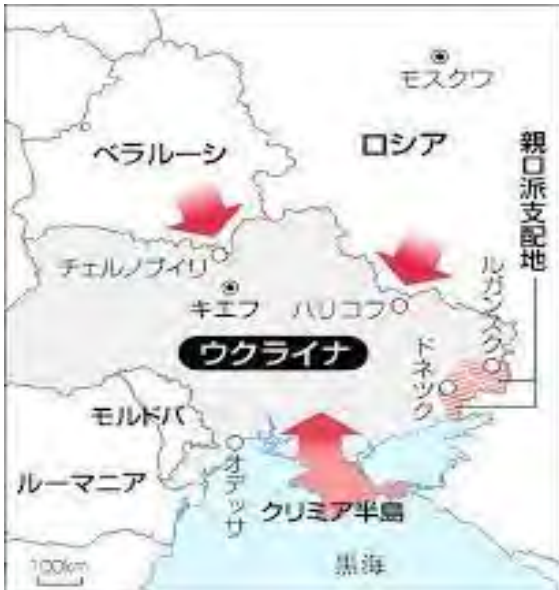 モスクワ
ベラルーシ
ロシア
親ロ派支配地
チェルノブイリ
キエフ
ハリコフ
ルガンスク
ウクライナ
ドネツク
モルドバ
オデッサ
ルーマニア
クリミア半島
黒海
100km